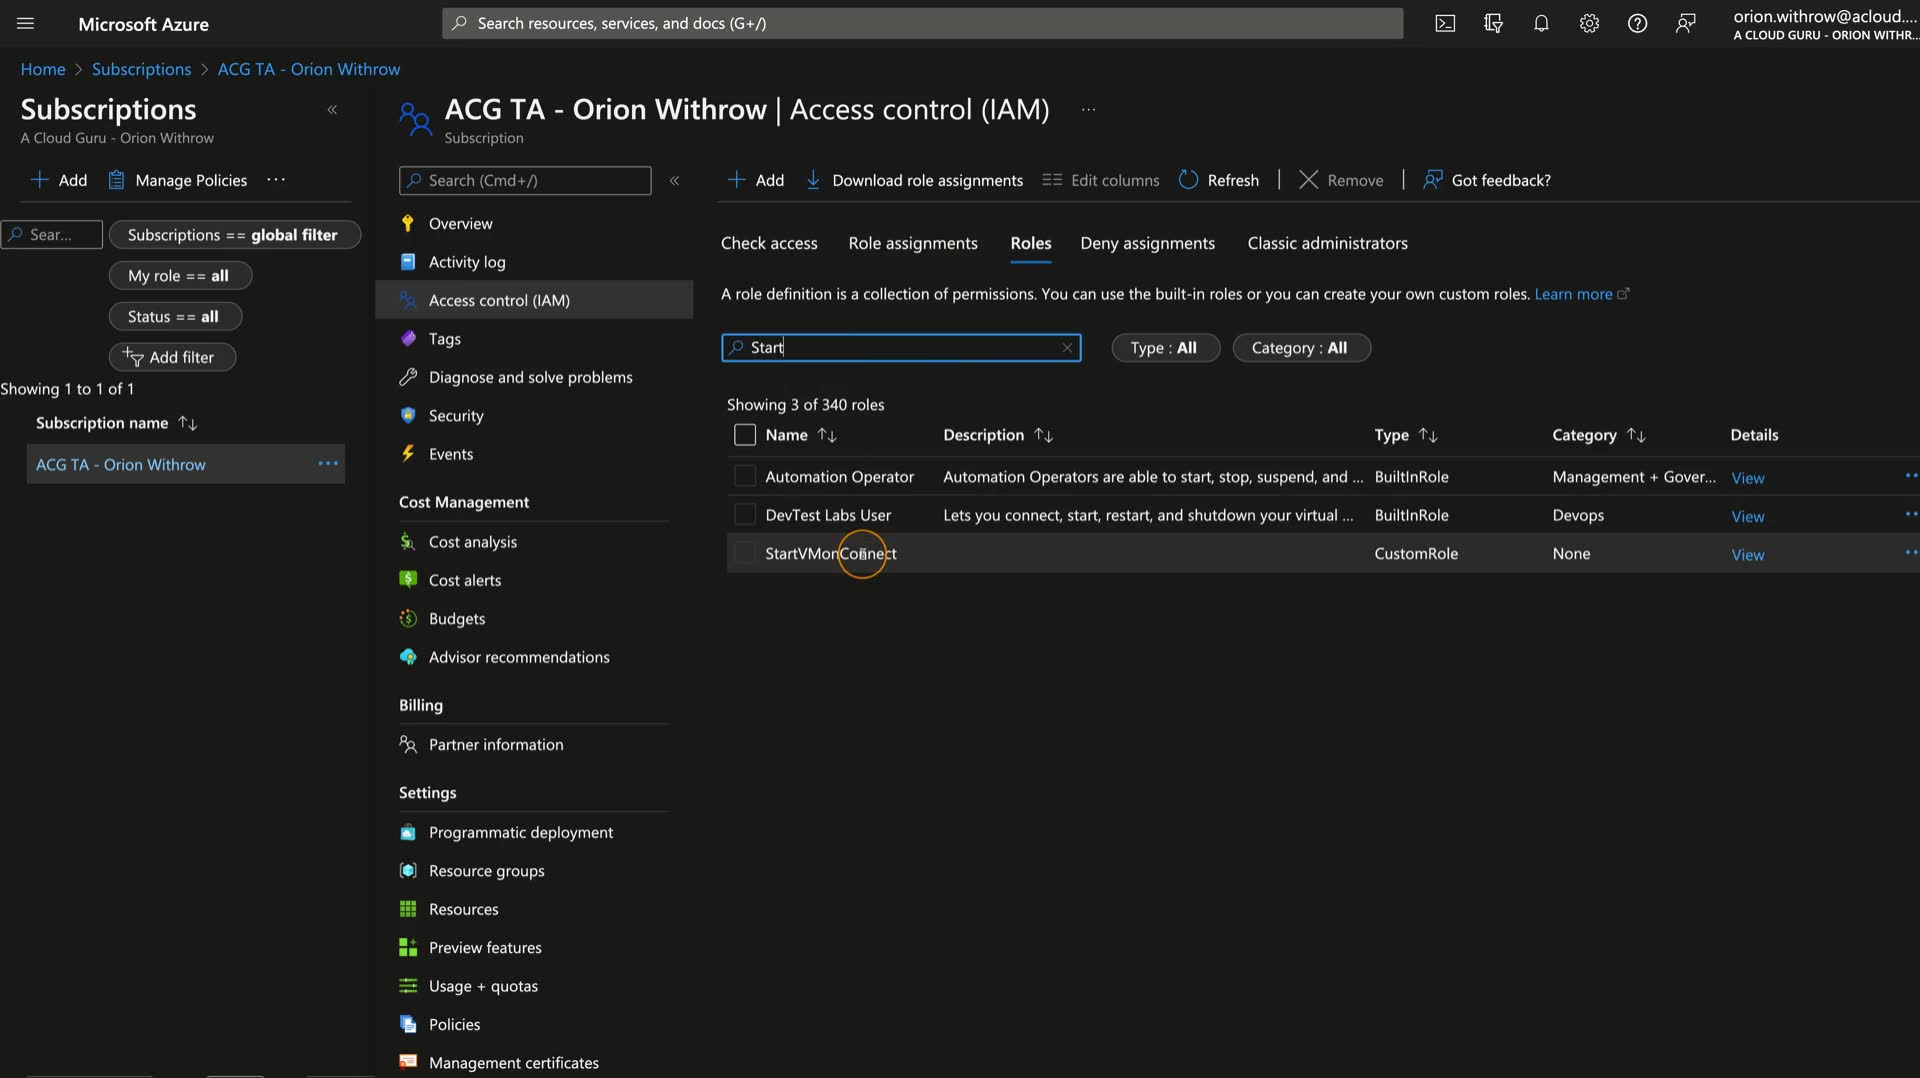 Microsoft Azure
Search resources, services, and docs (G+/)
orion.withrow@acloud....
A CLOUD GURU - ORION WITHR...
Home > Subscriptions > ACG TA - Orion Withrow
Subscriptions
A Cloud Guru - Orion Withrow
Add
Manage Policies
Sear...
Subscriptions == global filter
My role == all
Status == all
Add filter
Showing 1 to 1 of 1
Subscription name
ACG TA - Orion Withrow
ACG TA - Orion Withrow | Access control (IAM)
Subscription
Search (Cmd+/)
Overview
Activity log
Access control (IAM)
Tags
Diagnose and solve problems
Security
Events
Cost Management
Cost analysis
Cost alerts
Budgets
Advisor recommendations
Billing
Partner information
Settings
Programmatic deployment
Resource groups
Resources
Preview features
Usage + quotas
Policies
Management certificates
Add
Download role assignments
Edit columns
Refresh
Remove
Got feedback?
Check access
Role assignments
Roles
Deny assignments
Classic administrators
A role definition is a collection of permissions. You can use the built-in roles or you can create your own custom roles. Learn more
Start
Type : All
Category : All
Showing 3 of 340 roles
Name Description Type Category Details
Automation Operator Automation Operators are able to start, stop, suspend, and ... BuiltInRole Management + Gover... View
DevTest Labs User Lets you connect, start, restart, and shutdown your virtual ... BuiltInRole Devops View
StartVMonConnect CustomRole None View